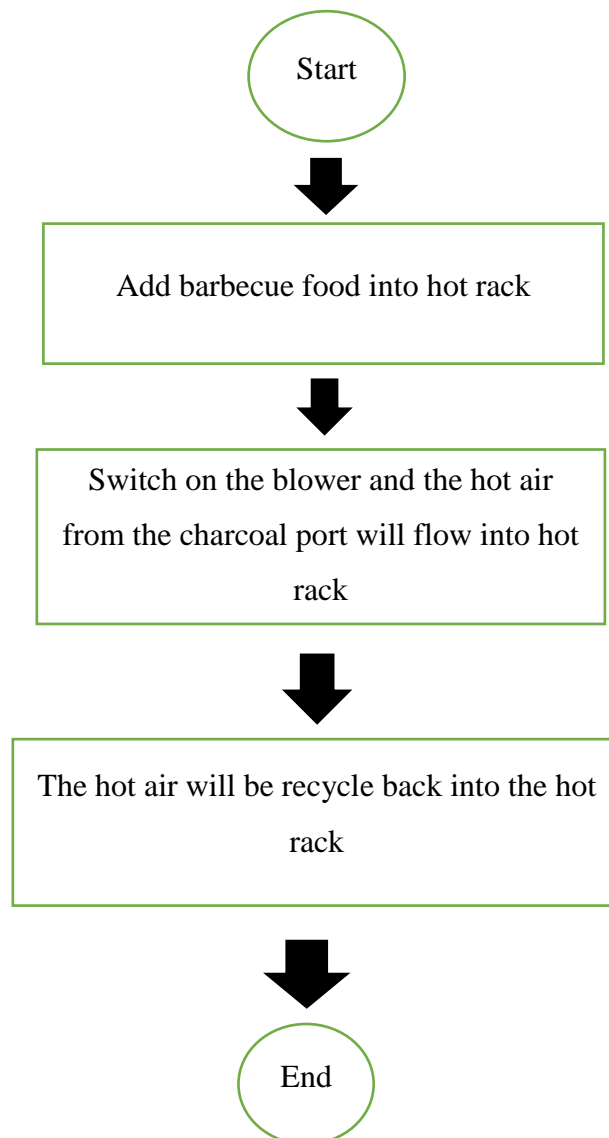 Start
Add barbecue food into hot rack
Switch on the blower and the hot air
from the charcoal port will flow into hot
rack
The hot air will be recycle back into the hot
rack
End